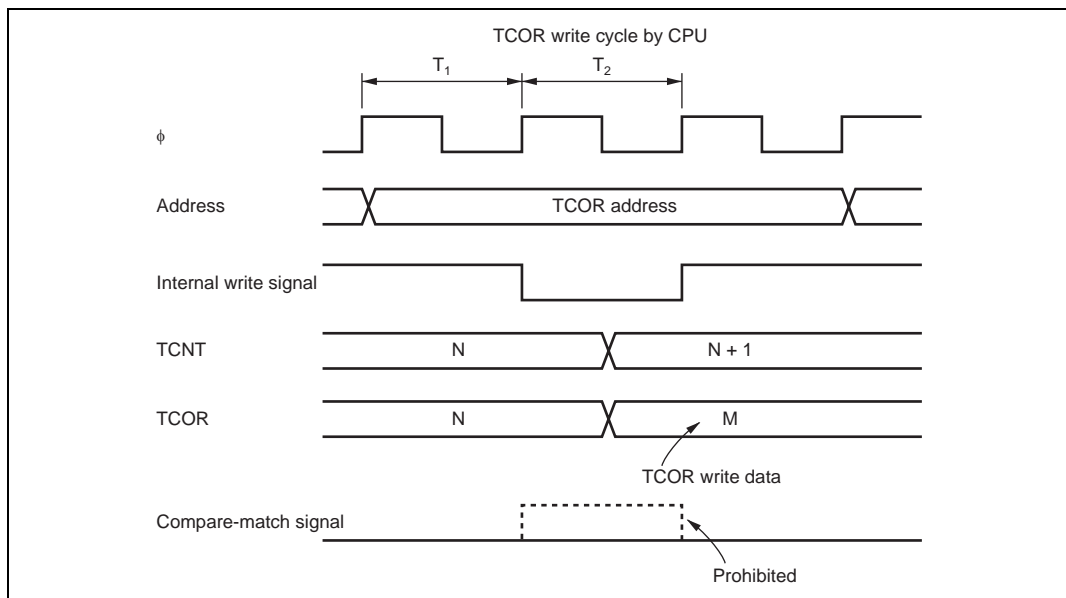 TCOR write cycle by CPU
T1 T2
ϕ
Address TCOR address
Internal write signal
TCNT N N + 1
TCOR N M
TCOR write data
Compare-match signal
Prohibited